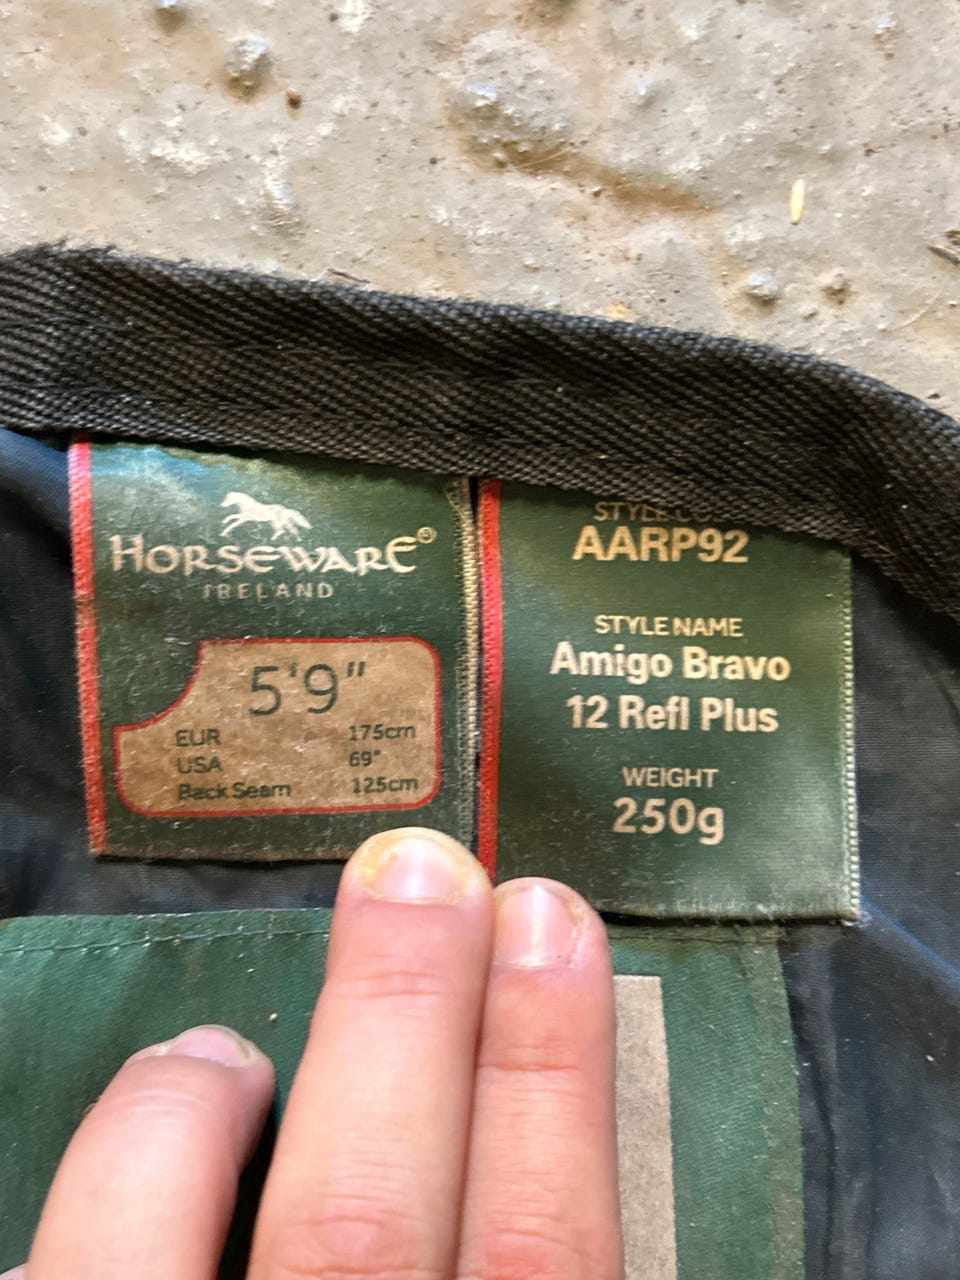 HORSEWARE®
IRELAND
5'9"
EUR 175cm
USA 69"
Back Seam 125cm
STYLE
AARP92
STYLE NAME
Amigo Bravo
12 Refl Plus
WEIGHT
250g